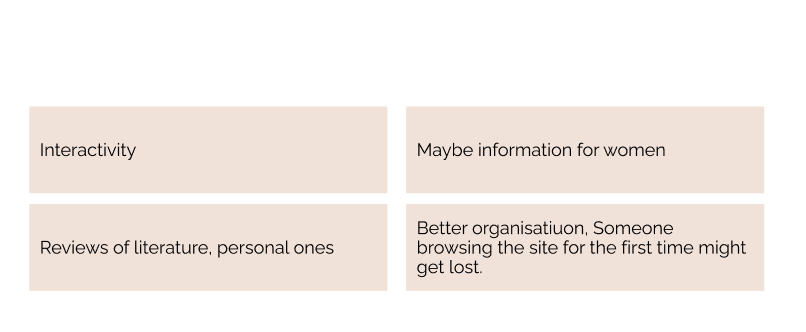 Interactivity
Maybe information for women
Reviews of literature, personal ones
Better organisatiuon, Someone
browsing the site for the first time might
get lost.